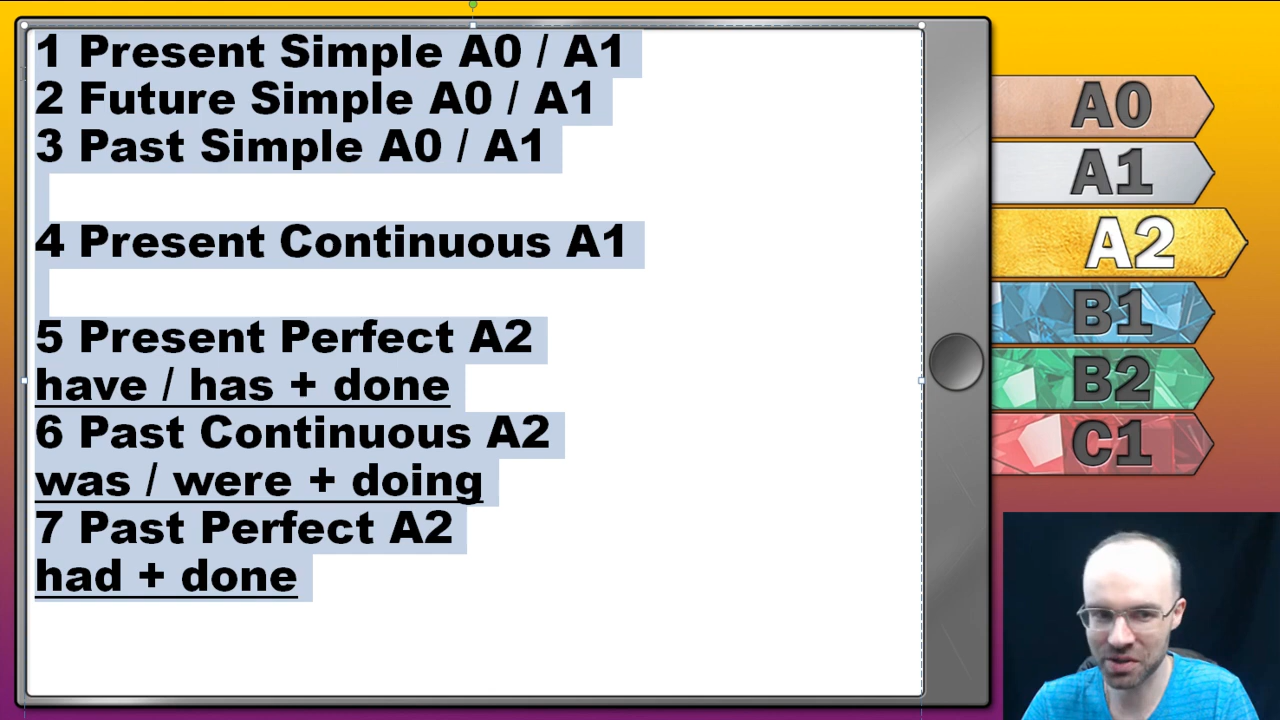 1 Present Simple A0 / A1
2 Future Simple A0 / A1
3 Past Simple A0 / A1
4 Present Continuous A1
5 Present Perfect A2
have / has + done
6 Past Continuous A2
was / were + doing
7 Past Perfect A2
had + done
A0
A1
A2
B1
B2
C1